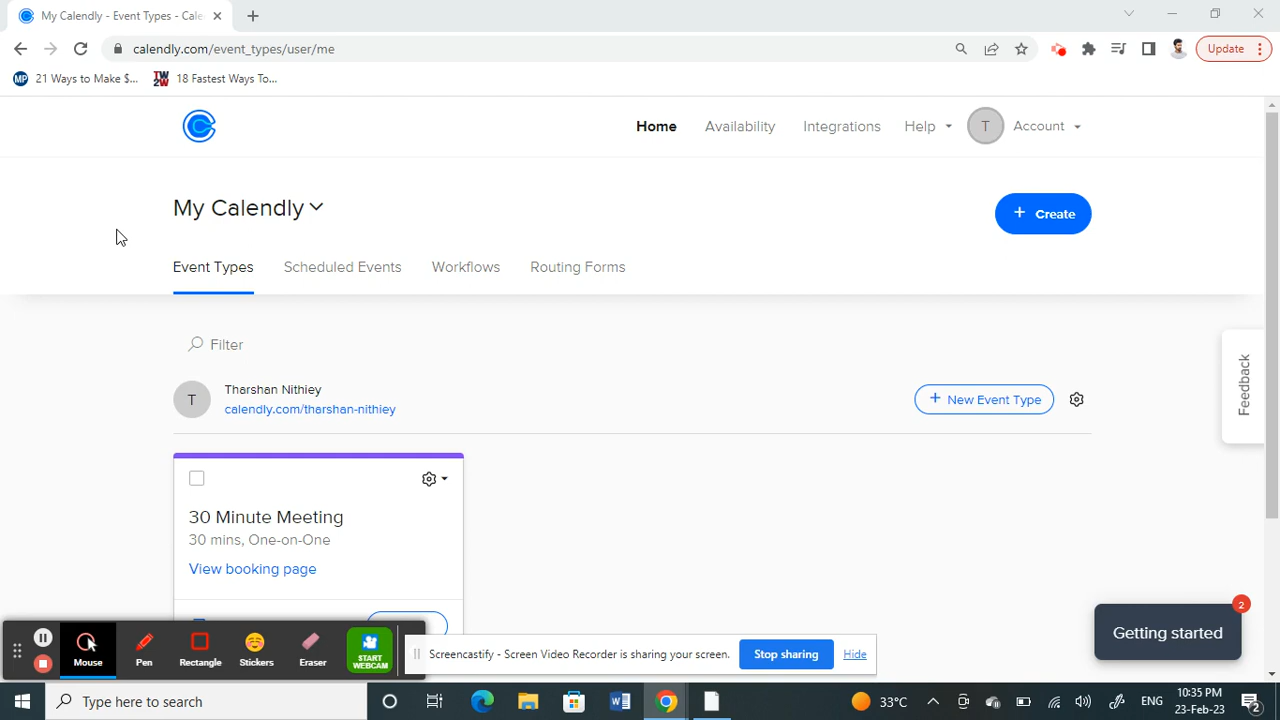 My Calendly - Event Types - Cale
calendly.com/event_types/user/me
Update
MP 21 Ways to Make $...
TW2W 18 Fastest Ways To...
Home
Availability
Integrations
Help
T
Account
My Calendly
+ Create
Event Types
Scheduled Events
Workflows
Routing Forms
Filter
T
Tharshan Nithiey
calendly.com/tharshan-nithiey
+ New Event Type
Feedback
30 Minute Meeting
30 mins, One-on-One
View booking page
2
Getting started
Mouse
Pen
Rectangle
Stickers
Eraser
START
WEBCAM
Screencastify - Screen Video Recorder is sharing your screen.
Stop sharing
Hide
Type here to search
33°C
ENG
10:35 PM
23-Feb-23
2